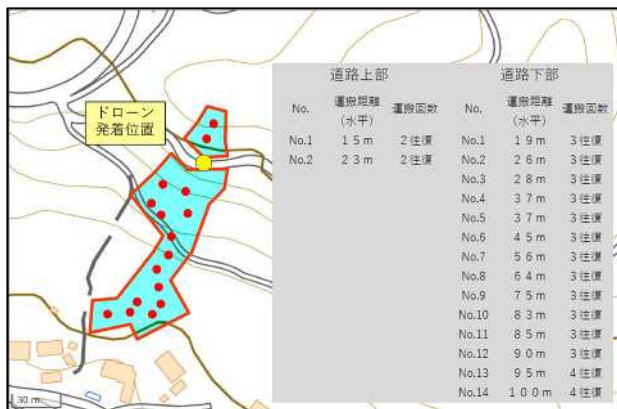 ドローン
発着位置
道路上部 道路下部
No. 運搬距離(水平) 運搬回数 No. 運搬距離(水平) 運搬回数
No.1 15m 2往復 No.1 19m 3往復
No.2 23m 2往復 No.2 26m 3往復
No.3 28m 3往復
No.4 37m 3往復
No.5 37m 3往復
No.6 45m 3往復
No.7 56m 3往復
No.8 64m 3往復
No.9 75m 3往復
No.10 83m 3往復
No.11 85m 3往復
No.12 90m 3往復
No.13 95m 4往復
No.14 100m 4往復
30 m